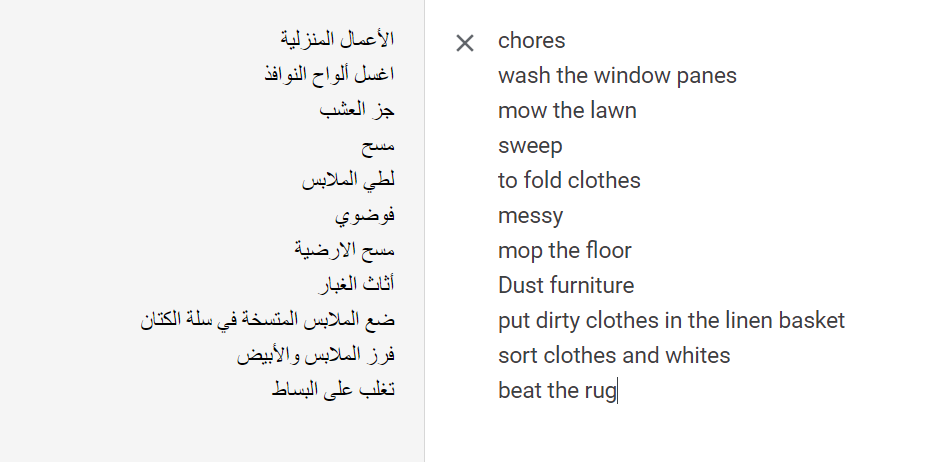 الأعمال المنزلية
اغسل ألواح النوافذ
جز العشب
مسح
لطي الملابس
فوضوي
مسح الارضية
أثاث الغبار
ضع الملابس المتسخة في سلة الكتان
فرز الملابس والأبيض
تغلب على البساط
chores
wash the window panes
mow the lawn
sweep
to fold clothes
messy
mop the floor
Dust furniture
put dirty clothes in the linen basket
sort clothes and whites
beat the rug